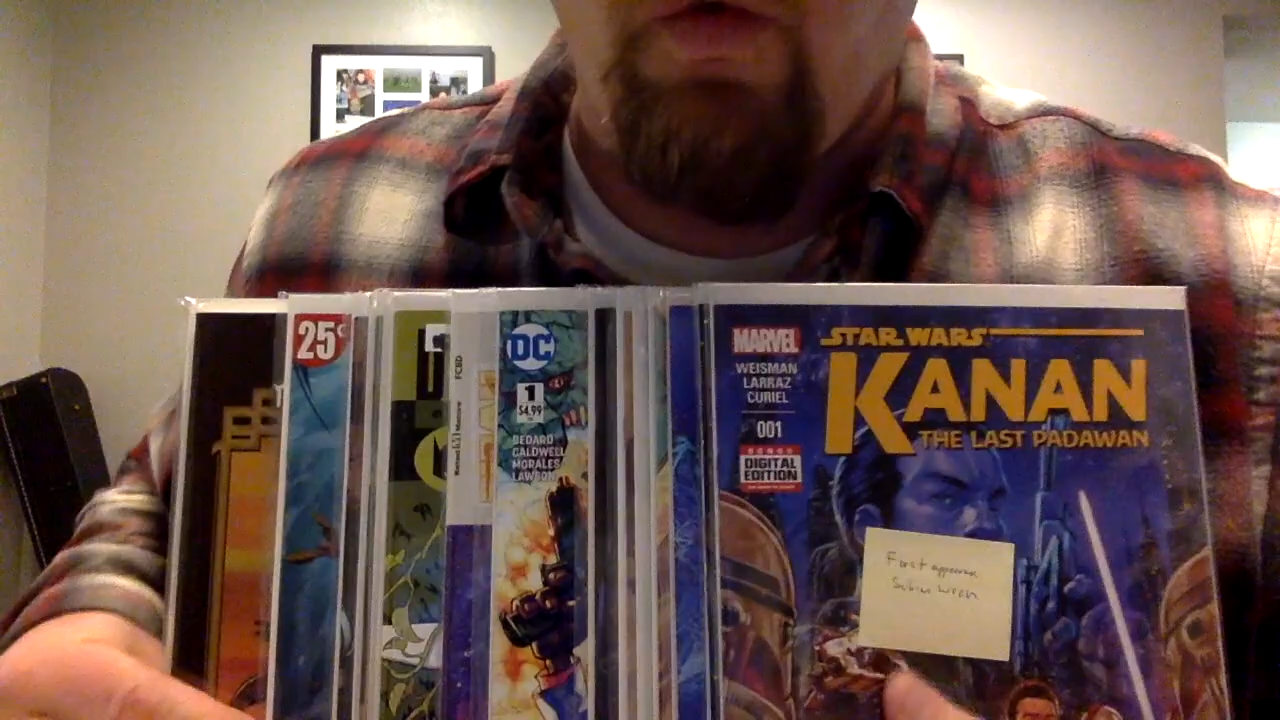 25¢
FCBD
DC
1
$4.99
BEDARD
CALDWELL
MORALES
LAWSON
MARVEL
WEISMAN
LARRAZ
CURIEL
001
DIGITAL
EDITION
STAR WARS
KANAN
THE LAST PADAWAN
First appearance
Sabine Wren